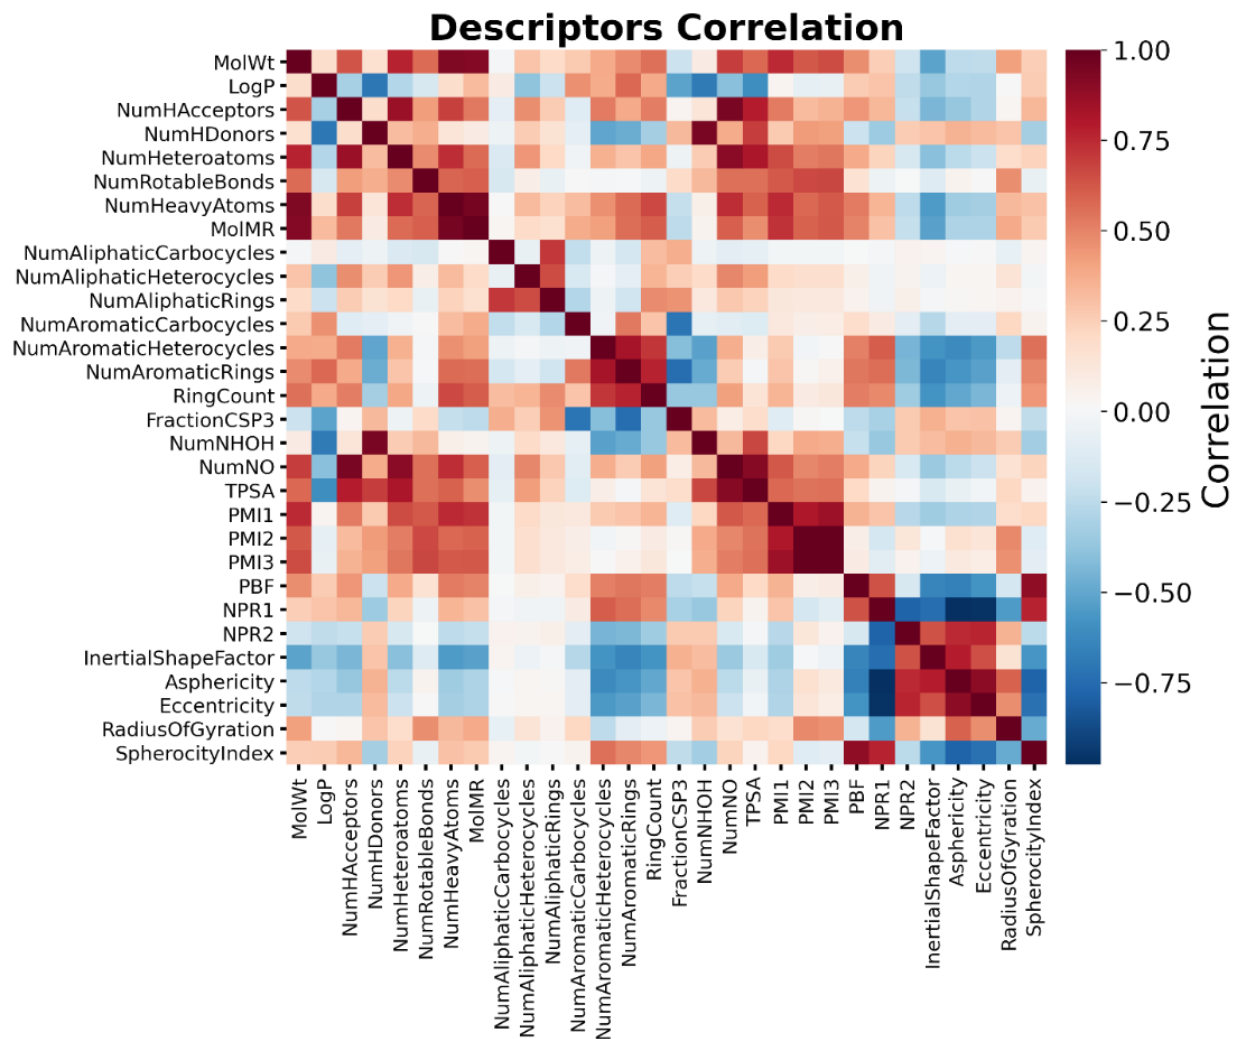 Descriptors Correlation
MolWt
LogP
NumHAcceptors
NumHDonors
NumHeteroatoms
NumRotableBonds
NumHeavyAtoms
MolMR
NumAliphaticCarbocycles
NumAliphaticHeterocycles
NumAliphaticRings
NumAromaticCarbocycles
NumAromaticHeterocycles
NumAromaticRings
RingCount
FractionCSP3
NumNHOH
NumNO
TPSA
PMI1
PMI2
PMI3
PBF
NPR1
NPR2
InertialShapeFactor
Asphericity
Eccentricity
RadiusOfGyration
SpherocityIndex
MolWt
LogP
NumHAcceptors
NumHDonors
NumHeteroatoms
NumRotableBonds
NumHeavyAtoms
MolMR
NumAliphaticCarbocycles
NumAliphaticHeterocycles
NumAliphaticRings
NumAromaticCarbocycles
NumAromaticHeterocycles
NumAromaticRings
RingCount
FractionCSP3
NumNHOH
NumNO
TPSA
PMI1
PMI2
PMI3
PBF
NPR1
NPR2
InertialShapeFactor
Asphericity
Eccentricity
RadiusOfGyration
SpherocityIndex
1.00
0.75
0.50
0.25
0.00
−0.25
−0.50
−0.75
Correlation